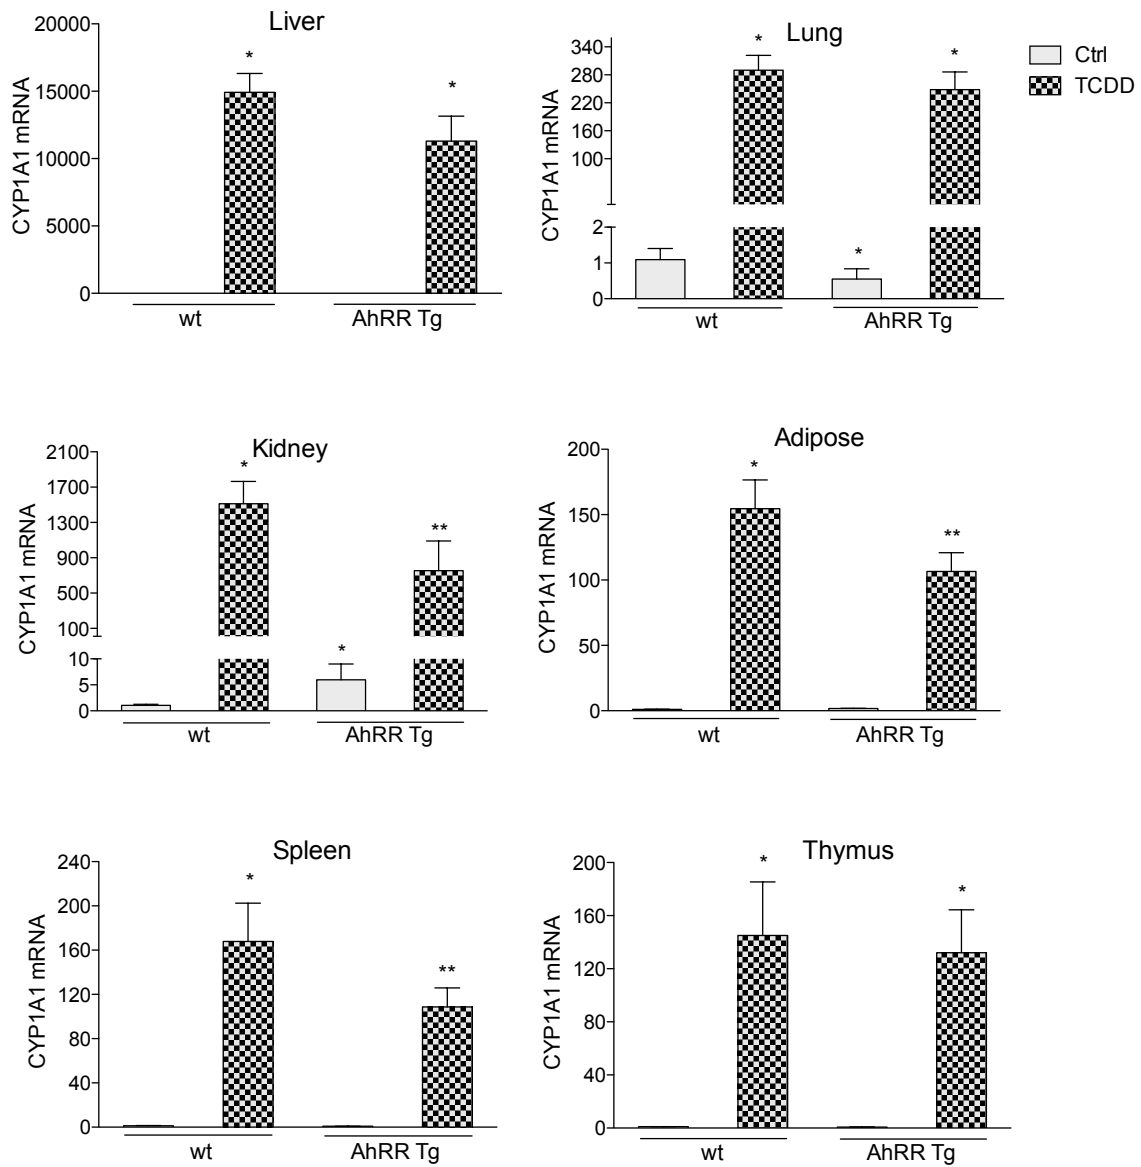 Liver
CYP1A1 mRNA
20000
15000
10000
5000
0
*
*
wt
AhRR Tg
Lung
CYP1A1 mRNA
340
280
220
160
100
2
1
0
*
*
*
wt
AhRR Tg
Ctrl
TCDD
Kidney
CYP1A1 mRNA
2100
1700
1300
900
500
100
10
5
0
*
*
**
wt
AhRR Tg
Adipose
CYP1A1 mRNA
200
150
100
50
0
*
**
wt
AhRR Tg
Spleen
CYP1A1 mRNA
240
200
160
120
80
40
0
*
**
wt
AhRR Tg
Thymus
CYP1A1 mRNA
200
160
120
80
40
0
*
*
wt
AhRR Tg